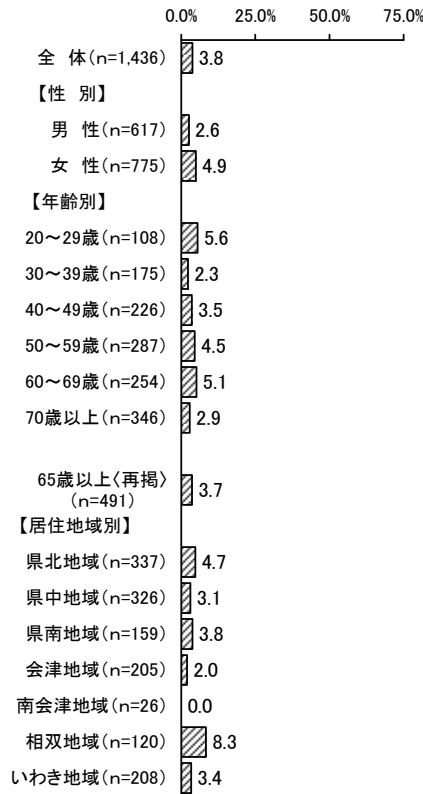 0.0% 25.0% 50.0% 75.0%
全 体(n=1,436) 3.8
【性 別】
男 性(n=617) 2.6
女 性(n=775) 4.9
【年齢別】
20～29歳(n=108) 5.6
30～39歳(n=175) 2.3
40～49歳(n=226) 3.5
50～59歳(n=287) 4.5
60～69歳(n=254) 5.1
70歳以上(n=346) 2.9
65歳以上〈再掲〉
(n=491) 3.7
【居住地域別】
県北地域(n=337) 4.7
県中地域(n=326) 3.1
県南地域(n=159) 3.8
会津地域(n=205) 2.0
南会津地域(n=26) 0.0
相双地域(n=120) 8.3
いわき地域(n=208) 3.4